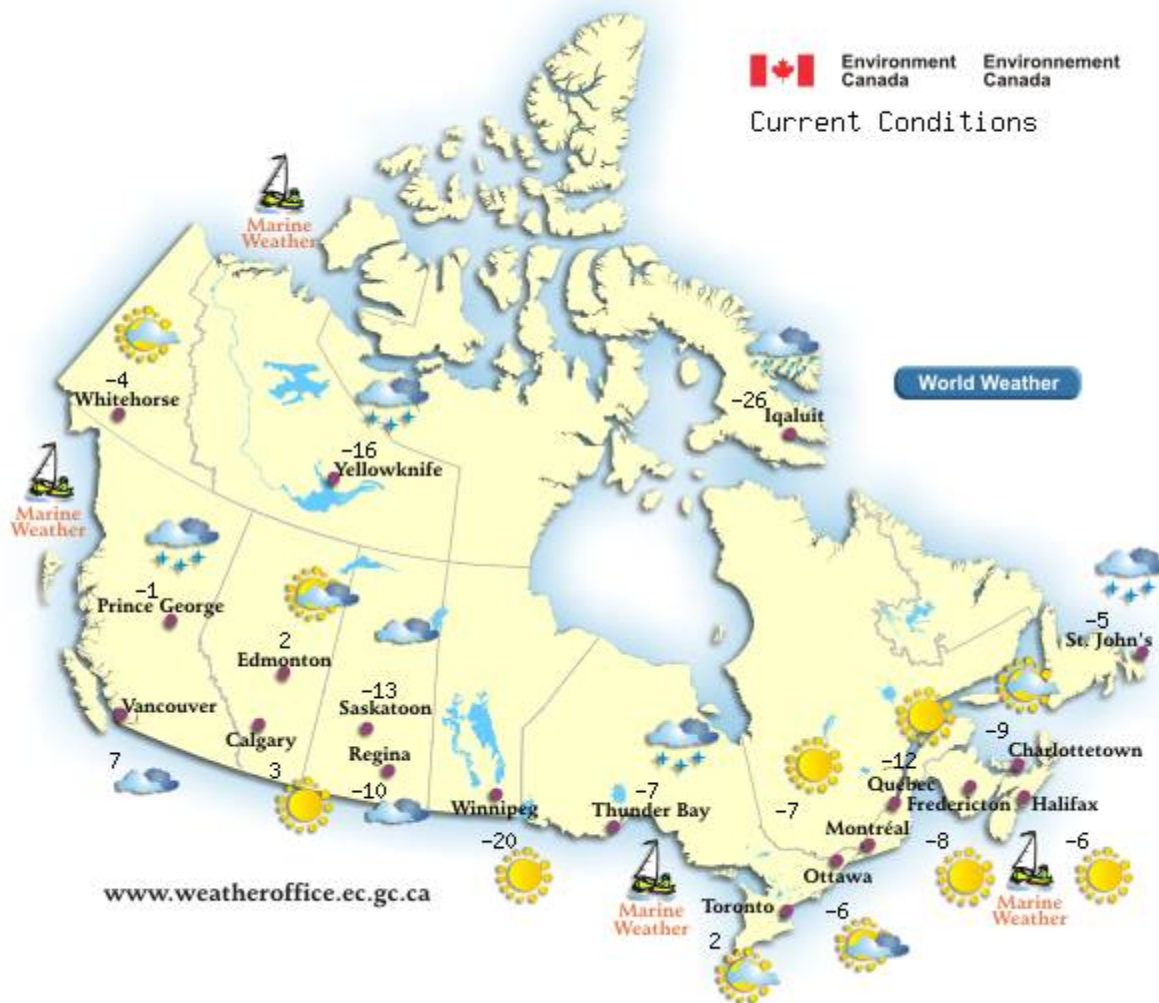 Environment Canada
Environnement Canada
Current Conditions
Marine
Weather
-4
Whitehorse
-26
Iqaluit
World Weather
-16
Yellowknife
Marine
Weather
-1
Prince George
-5
St. John's
2
Edmonton
-13
Saskatoon
Vancouver
Calgary
Regina
-9
Charlottetown
7
3
-10
Winnipeg
-7
Thunder Bay
-12
Québec
Fredericton
Halifax
-7
Montréal
-20
Ottawa
-8
-6
www.weatheroffice.ec.gc.ca
Marine
Weather
Toronto
-6
Marine
Weather
2